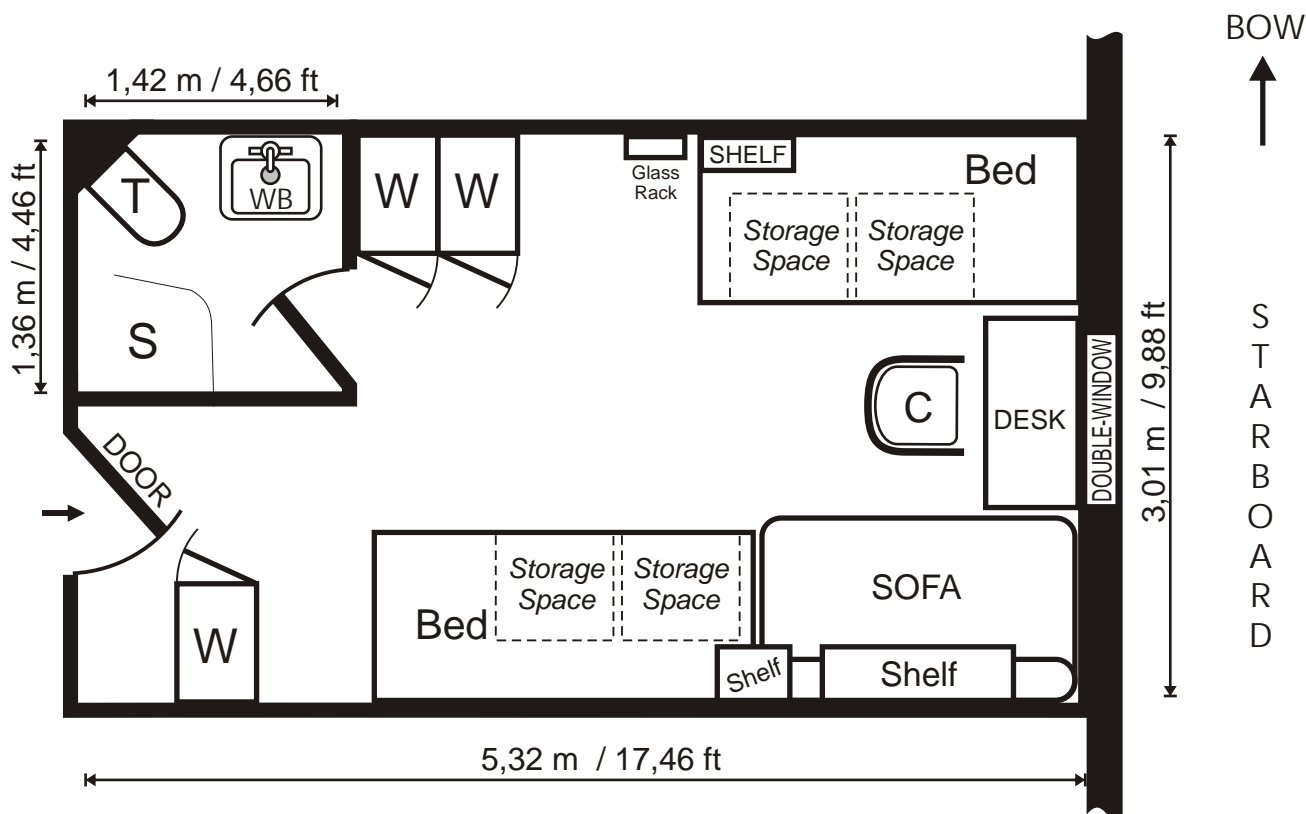 BOW
1,42 m / 4,66 ft
1,36 m / 4,46 ft
T
WB
W
W
Glass
Rack
SHELF
Bed
Storage
Space
Storage
Space
S
C
DESK
DOUBLE-WINDOW
3,01 m / 9,88 ft
STARBOARD
DOOR
W
Bed
Storage
Space
Storage
Space
SOFA
Shelf
Shelf
5,32 m / 17,46 ft